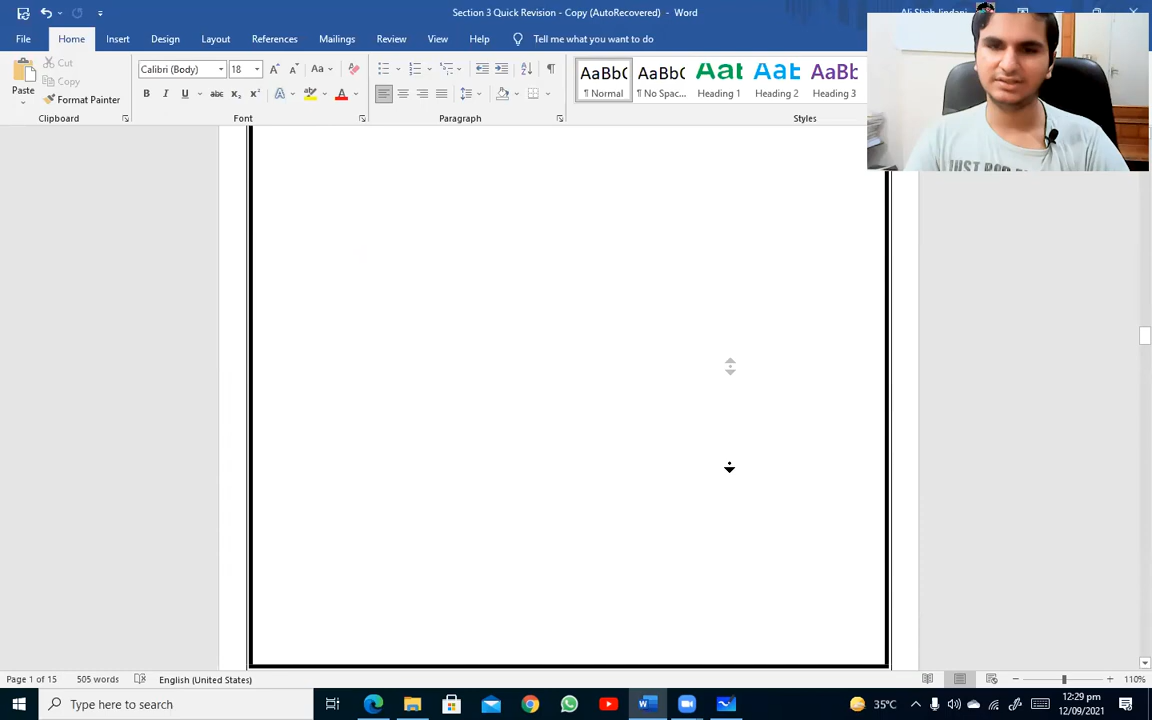 Section 3 Quick Revision - Copy (AutoRecovered) - Word
File Home Insert Design Layout References Mailings Review View Help Tell me what you want to do
Paste
Cut
Copy
Format Painter
Clipboard
Calibri (Body) 18
Font
Paragraph
AaBbC AaBbC Aat Aat AaBb
¶ Normal ¶ No Spac... Heading 1 Heading 2 Heading 3
Styles
Page 1 of 15 505 words English (United States) 110%
Type here to search
35°C
12:29 pm
12/09/2021